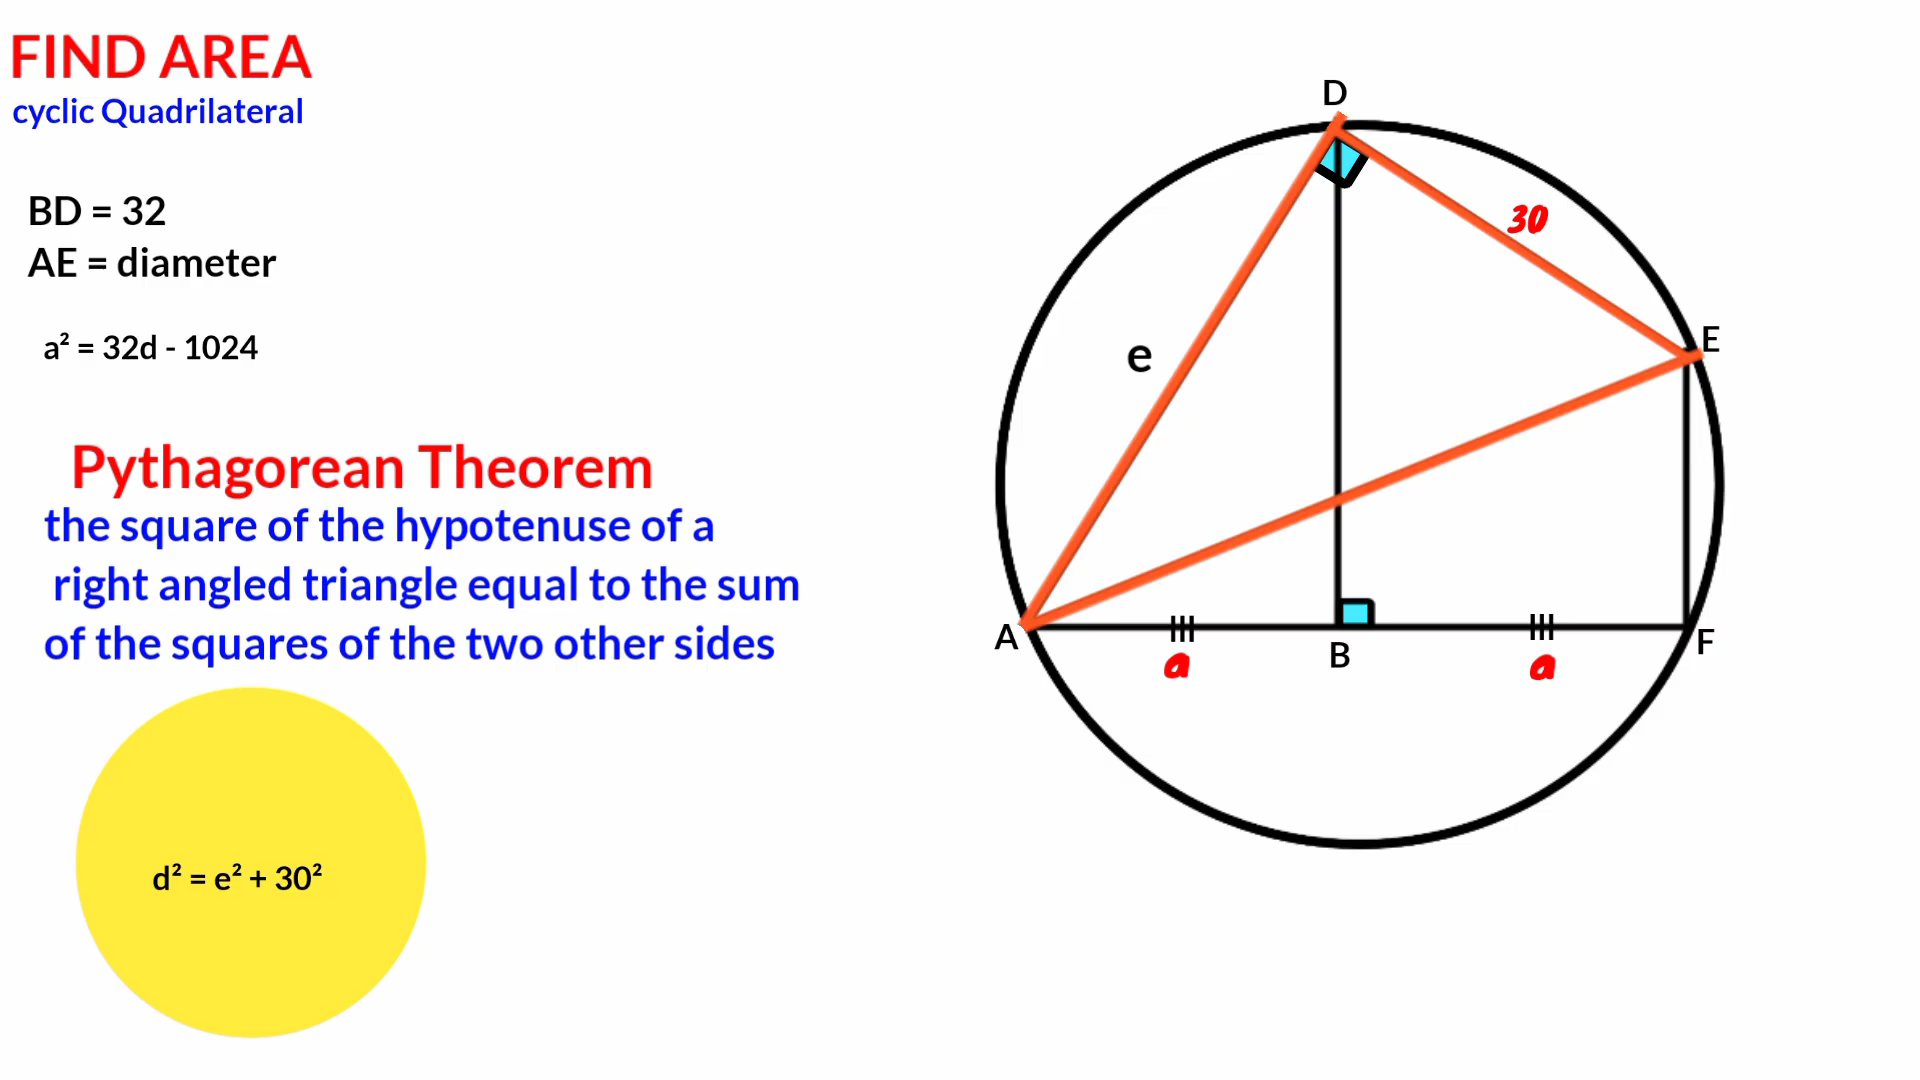 FIND AREA
cyclic Quadrilateral
BD = 32
AE = diameter
a² = 32d - 1024
Pythagorean Theorem
the square of the hypotenuse of a
right angled triangle equal to the sum
of the squares of the two other sides
d² = e² + 30²
D
30
E
e
A
B
F
a
a